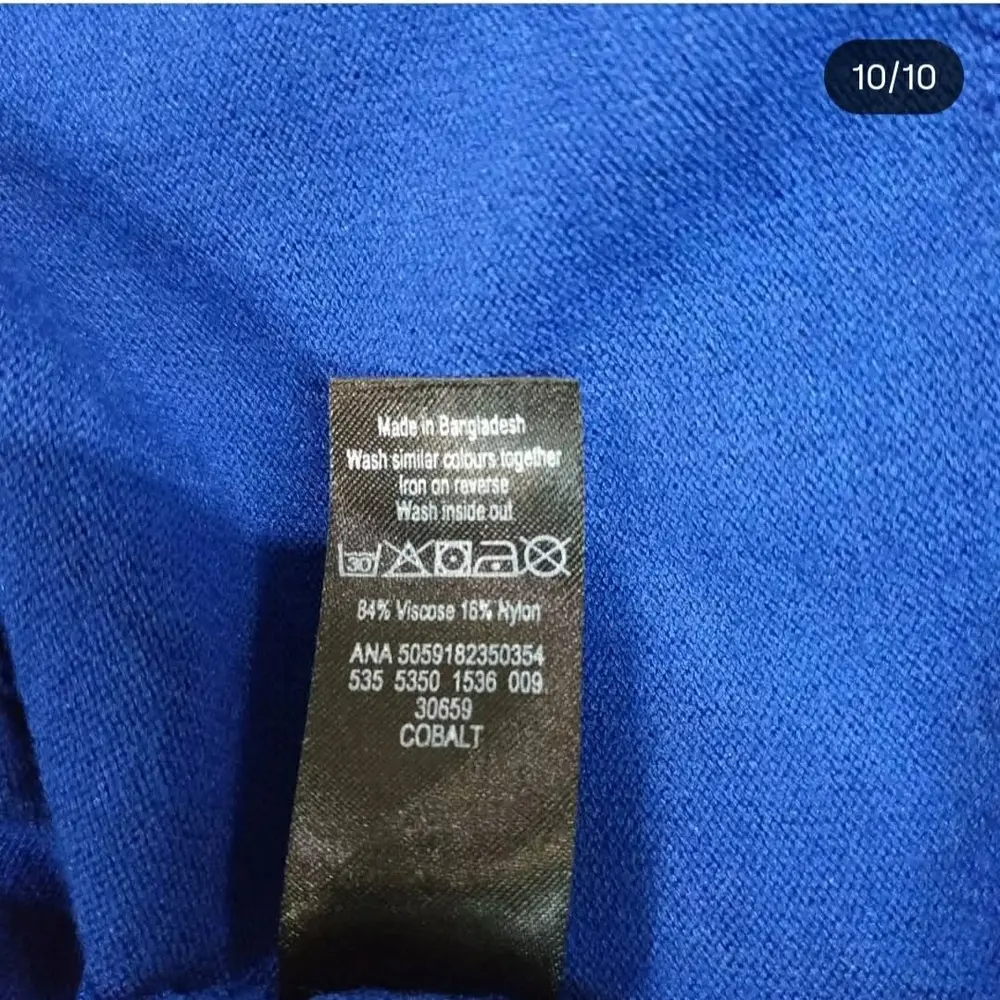 10/10
Made in Bangladesh
Wash similar colours together
Iron on reverse
Wash inside out
30
84% Viscose 16% Nylon
ANA 5059182350354
535 5350 1536 009
30659
COBALT